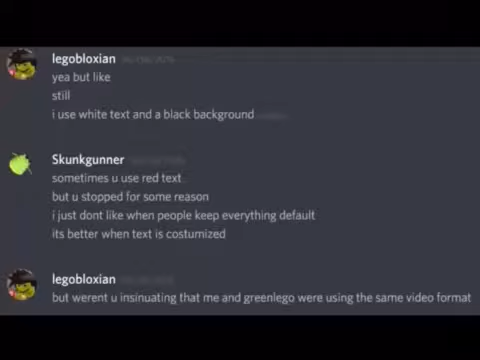 legobloxian
yea but like
still
i use white text and a black background
Skunkgunner
sometimes u use red text
but u stopped for some reason
i just dont like when people keep everything default
its better when text is costumized
legobloxian
but werent u insinuating that me and greenlego were using the same video format